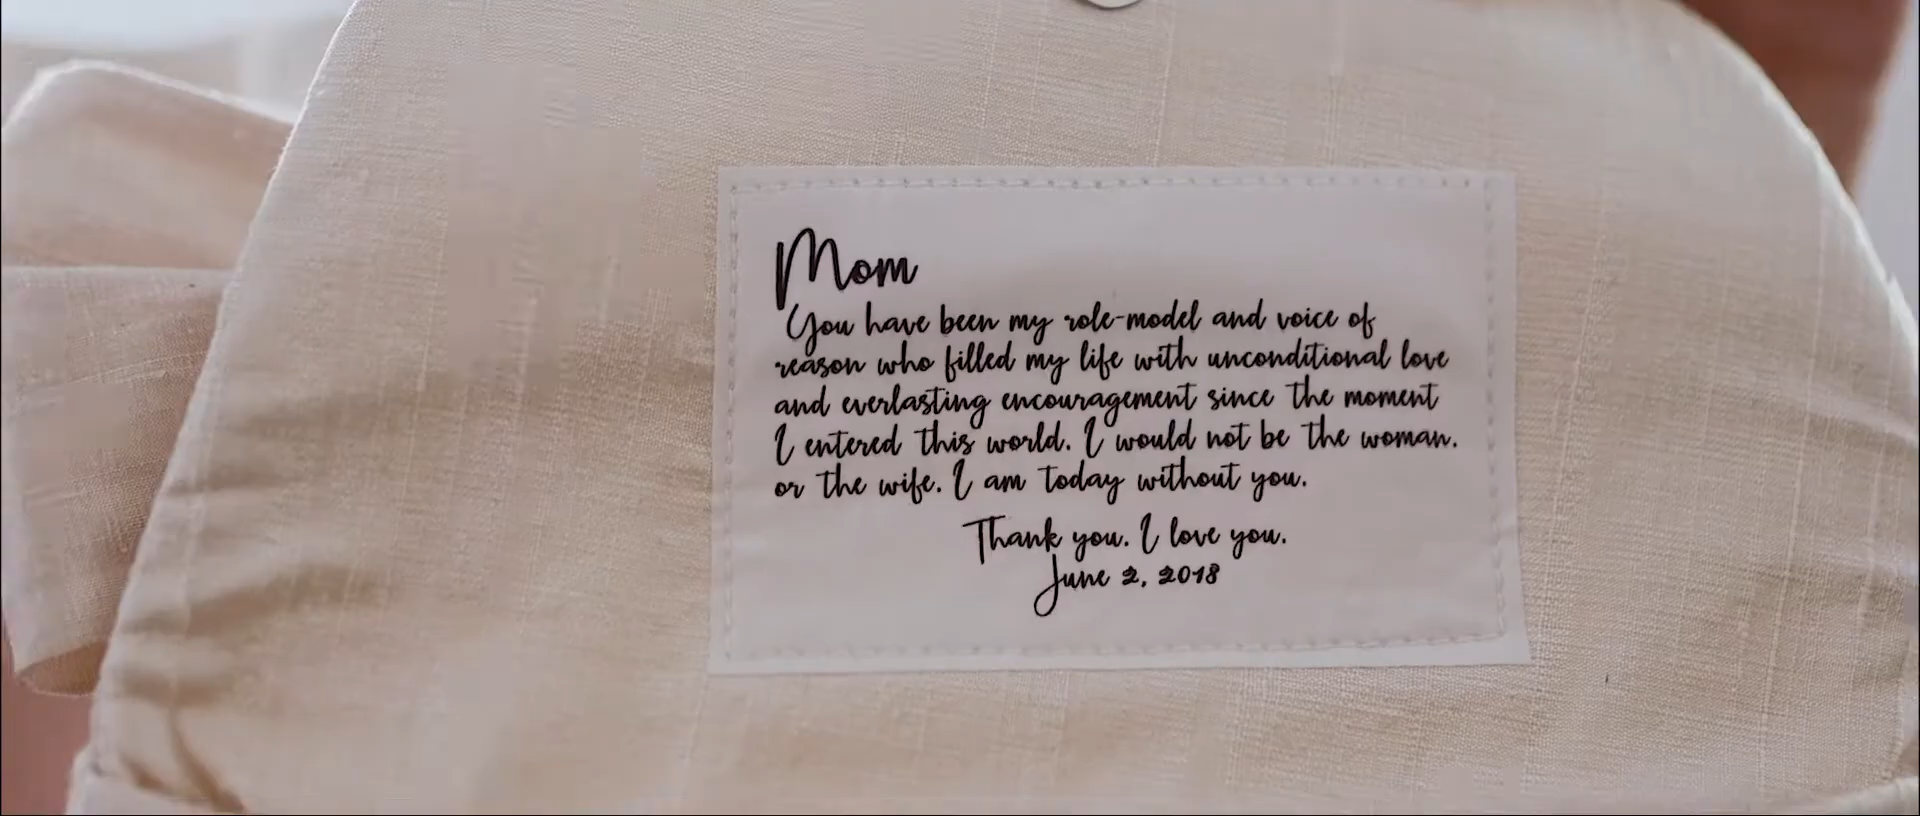 Mom
You have been my role-model and voice of
reason who filled my life with unconditional love
and everlasting encouragement since the moment
I entered this world. I would not be the woman.
or the wife. I am today without you.
Thank you. I love you.
June 2, 2018